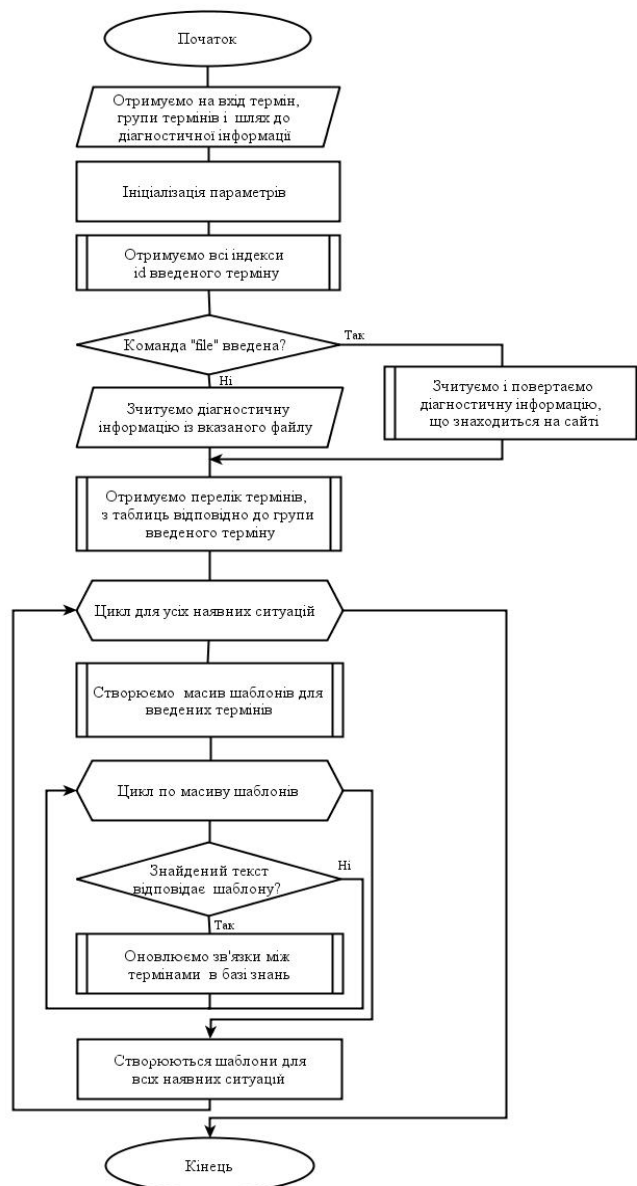 Початок
Отримуємо на вхід термін,
групи термінів і шлях до
діагностичної інформації
Ініціалізація параметрів
Отримуємо всі індекси
id введеного терміну
Команда "file" введена?
Так
Ні
Зчитуємо діагностичну
інформацію із вказаного файлу
Зчитуємо і повертаємо
діагностичну інформацію,
що знаходиться на сайті
Отримуємо перелік термінів,
з таблиць відповідно до групи
введеного терміну
Цикл для усіх наявних ситуацій
Створюємо масив шаблонів для
введених термінів
Цикл по масиву шаблонів
Знайдений текст
відповідає шаблону?
Ні
Так
Оновлюємо зв'язки між
термінами в базі знань
Створюються шаблони для
всіх наявних ситуацій
Кінець